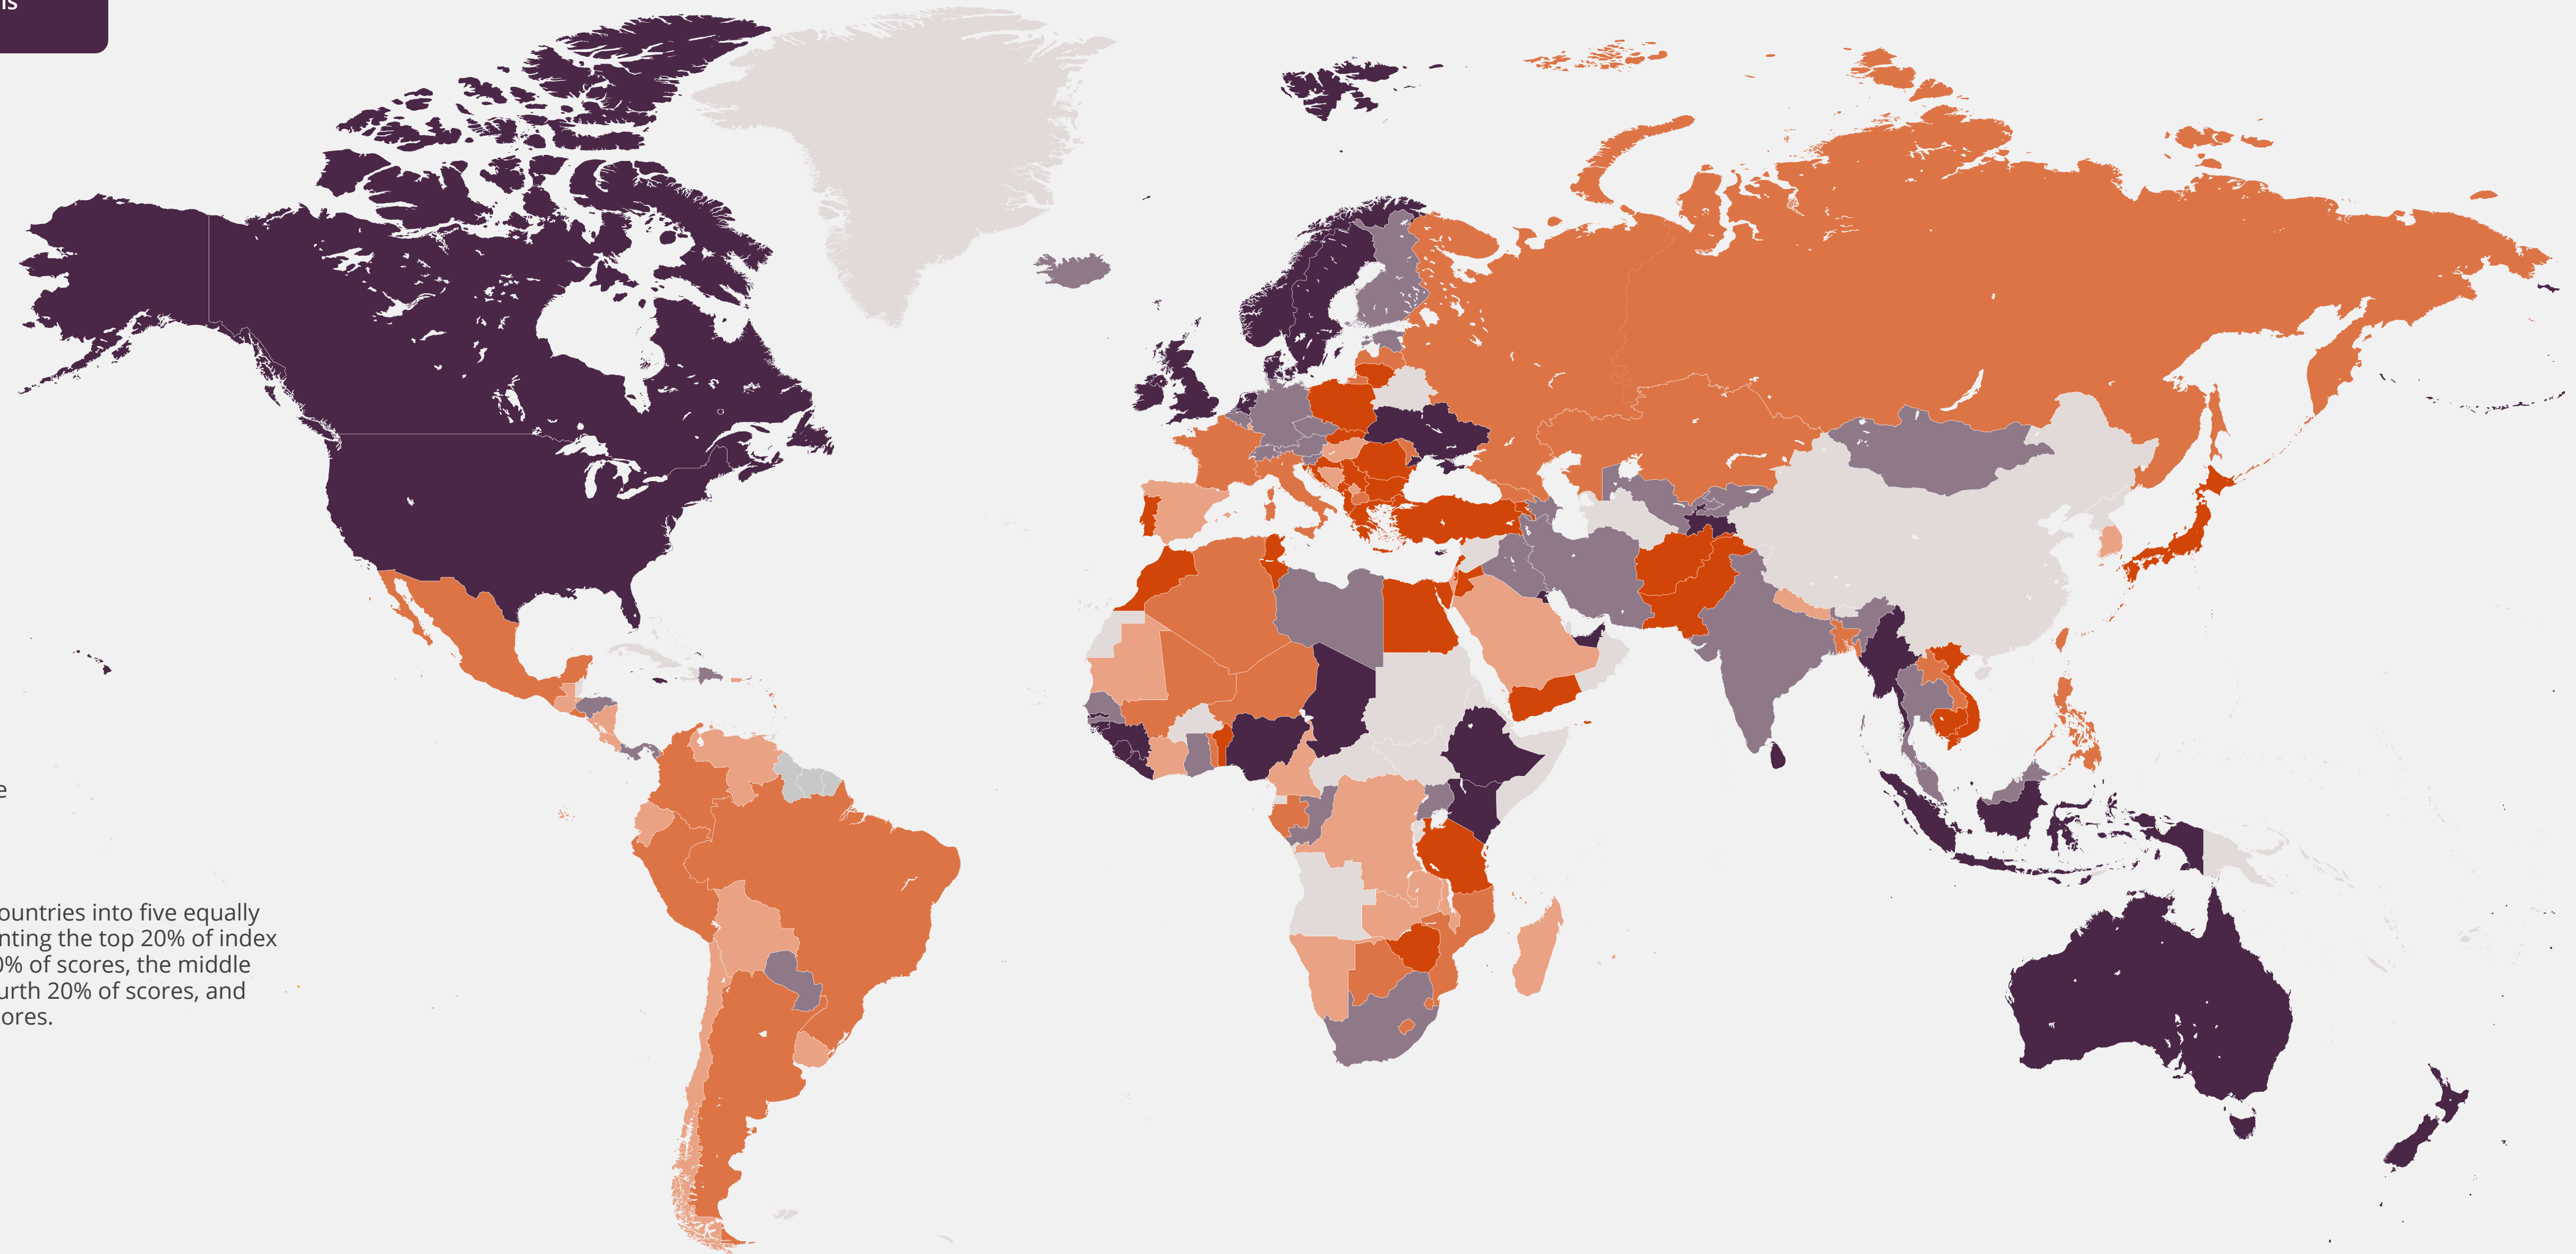 ns
e
ountries into five equally
nting the top 20% of index
0% of scores, the middle
urth 20% of scores, and
ores.